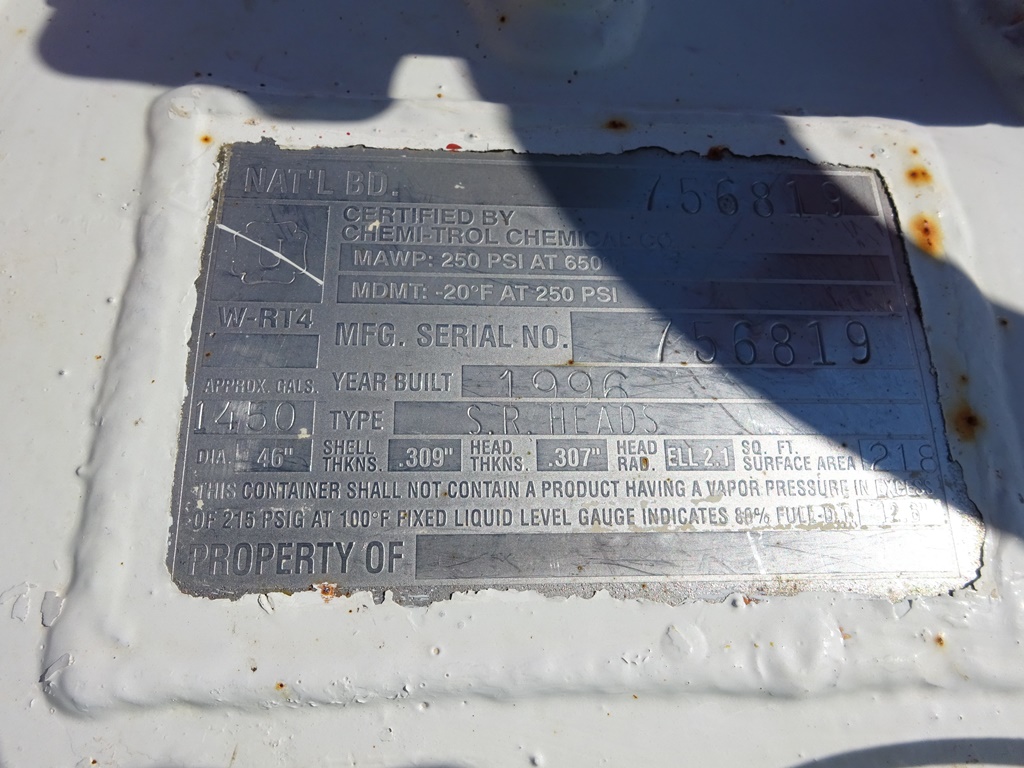 NAT'L BD. 756819
U
CERTIFIED BY
CHEMI-TROL CHEMICAL CO.
MAWP: 250 PSI AT 650
MDMT: -20°F AT 250 PSI
W-RT4
MFG. SERIAL NO. 756819
APPROX. GALS. YEAR BUILT 1996
1450 TYPE S.R. HEADS
DIA. 46" SHELL THKNS. .309" HEAD THKNS. .307" HEAD RAD. ELL 2.1 SQ. FT. SURFACE AREA 218
THIS CONTAINER SHALL NOT CONTAIN A PRODUCT HAVING A VAPOR PRESSURE IN EXCESS
OF 215 PSIG AT 100°F FIXED LIQUID LEVEL GAUGE INDICATES 80% FULL-D.T.
PROPERTY OF